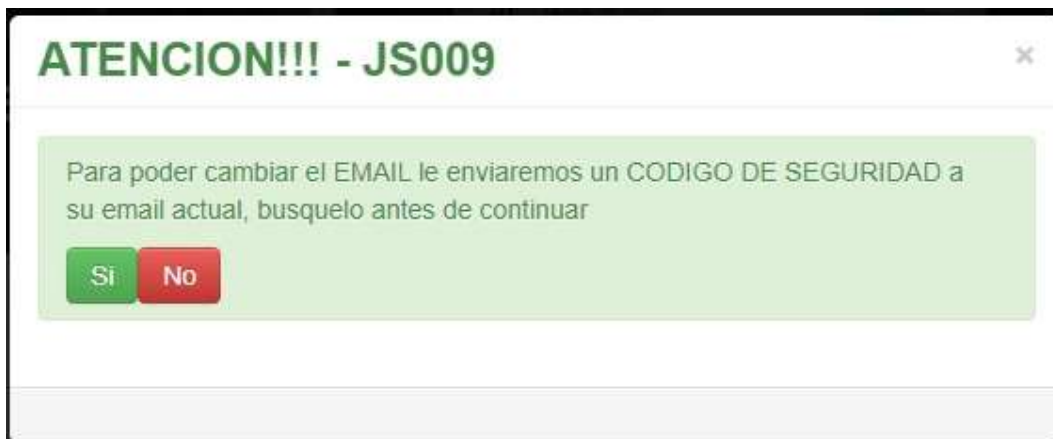 ATENCION!!! - JS009
×
Para poder cambiar el EMAIL le enviaremos un CODIGO DE SEGURIDAD a
su email actual, busquelo antes de continuar
Si No